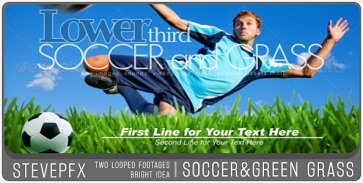 Lower third
SOCCER and GRASS
First Line for Your Text Here
Second Line for Your Text Here
STEVEPFX
TWO LOOPED FOOTAGES
BRIGHT IDEA
SOCCER&GREEN GRASS